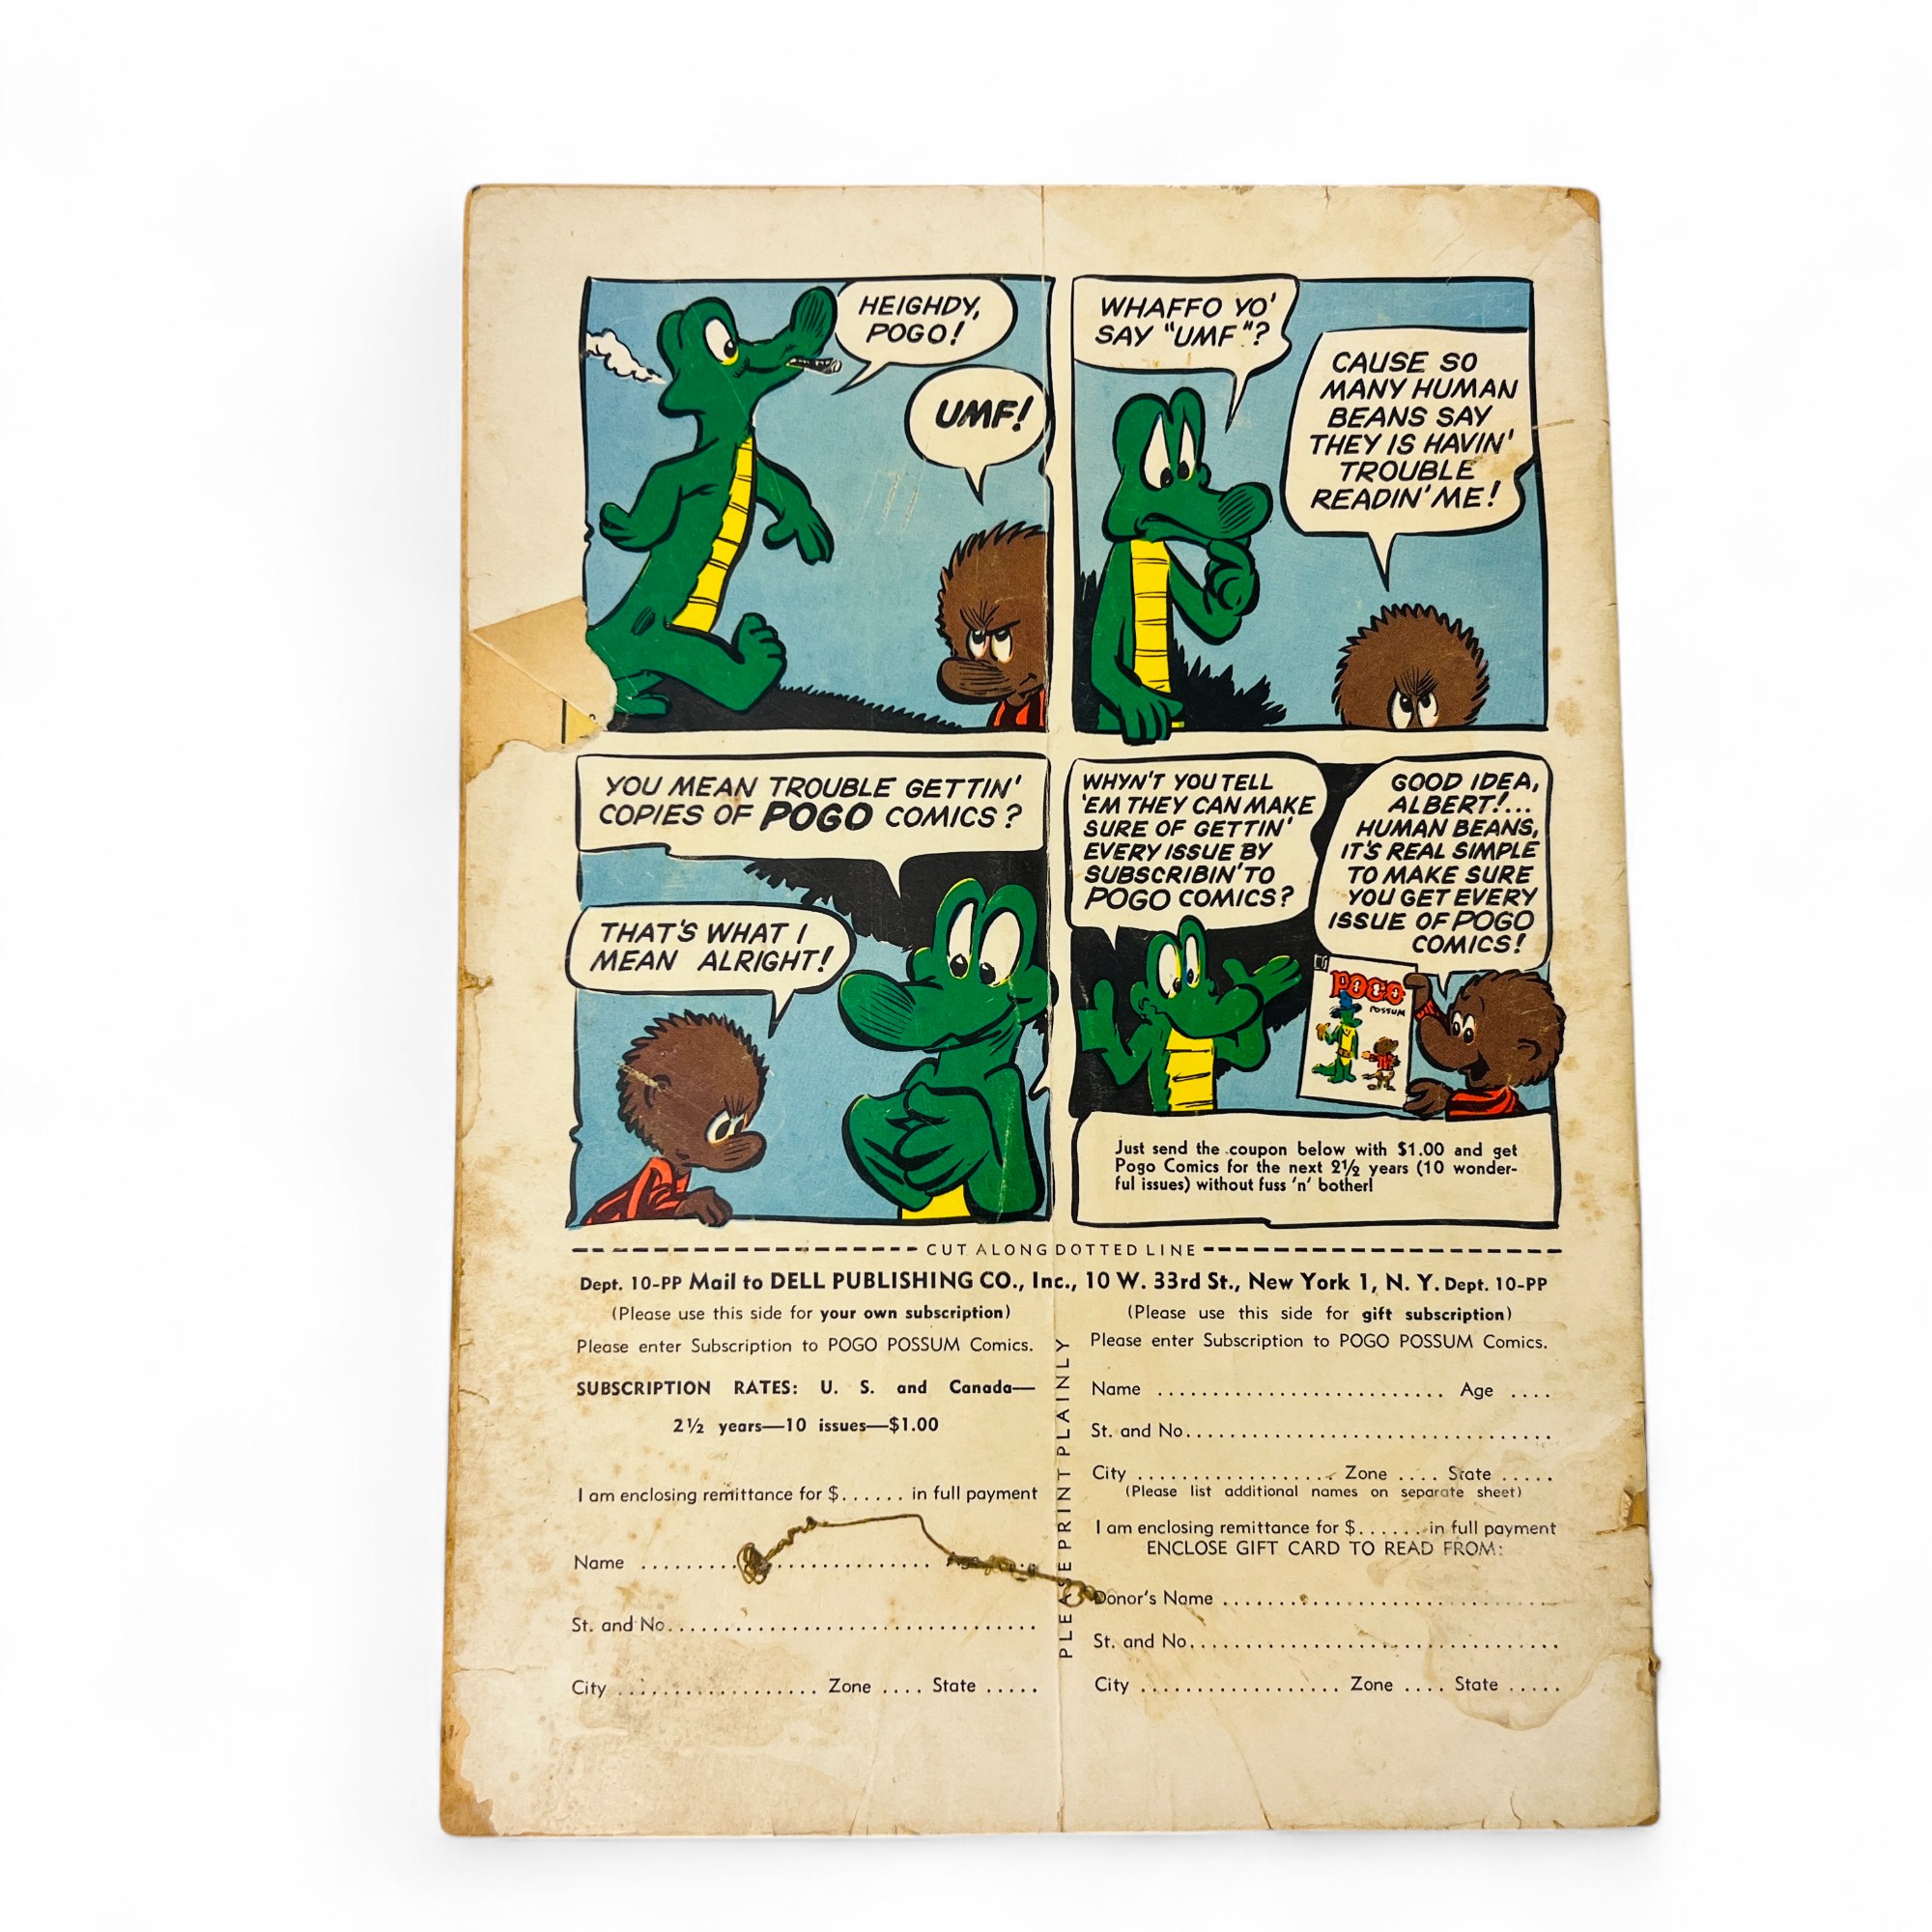 HEIGHDY,
POGO!
UMF!
WHAFFO YO'
SAY "UMF"?
CAUSE SO
MANY HUMAN
BEANS SAY
THEY IS HAVIN'
TROUBLE
READIN' ME!
YOU MEAN TROUBLE GETTIN'
COPIES OF POGO COMICS?
THAT'S WHAT I
MEAN ALRIGHT!
WHYN'T YOU TELL
'EM THEY CAN MAKE
SURE OF GETTIN'
EVERY ISSUE BY
SUBSCRIBIN' TO
POGO COMICS?
GOOD IDEA,
ALBERT!...
HUMAN BEANS,
IT'S REAL SIMPLE
TO MAKE SURE
YOU GET EVERY
ISSUE OF POGO
COMICS!
POGO
POSSUM
Just send the coupon below with $1.00 and get
Pogo Comics for the next 2½ years (10 wonder-
ful issues) without fuss 'n' bother!
CUT ALONG DOTTED LINE
Dept. 10-PP Mail to DELL PUBLISHING CO., Inc., 10 W. 33rd St., New York 1, N. Y. Dept. 10-PP
(Please use this side for your own subscription)
Please enter Subscription to POGO POSSUM Comics.
SUBSCRIPTION RATES: U. S. and Canada—
2½ years—10 issues—$1.00
I am enclosing remittance for $...... in full payment
Name ..............................
St. and No..................................
City .................. Zone .... State .....
PLEASE PRINT PLAINLY
(Please use this side for gift subscription)
Please enter Subscription to POGO POSSUM Comics.
Name .......................... Age ....
St. and No..................................
City .................. Zone .... State .....
(Please list additional names on separate sheet)
I am enclosing remittance for $...... in full payment
ENCLOSE GIFT CARD TO READ FROM:
Donor's Name ..............................
St. and No..................................
City .................. Zone .... State .....